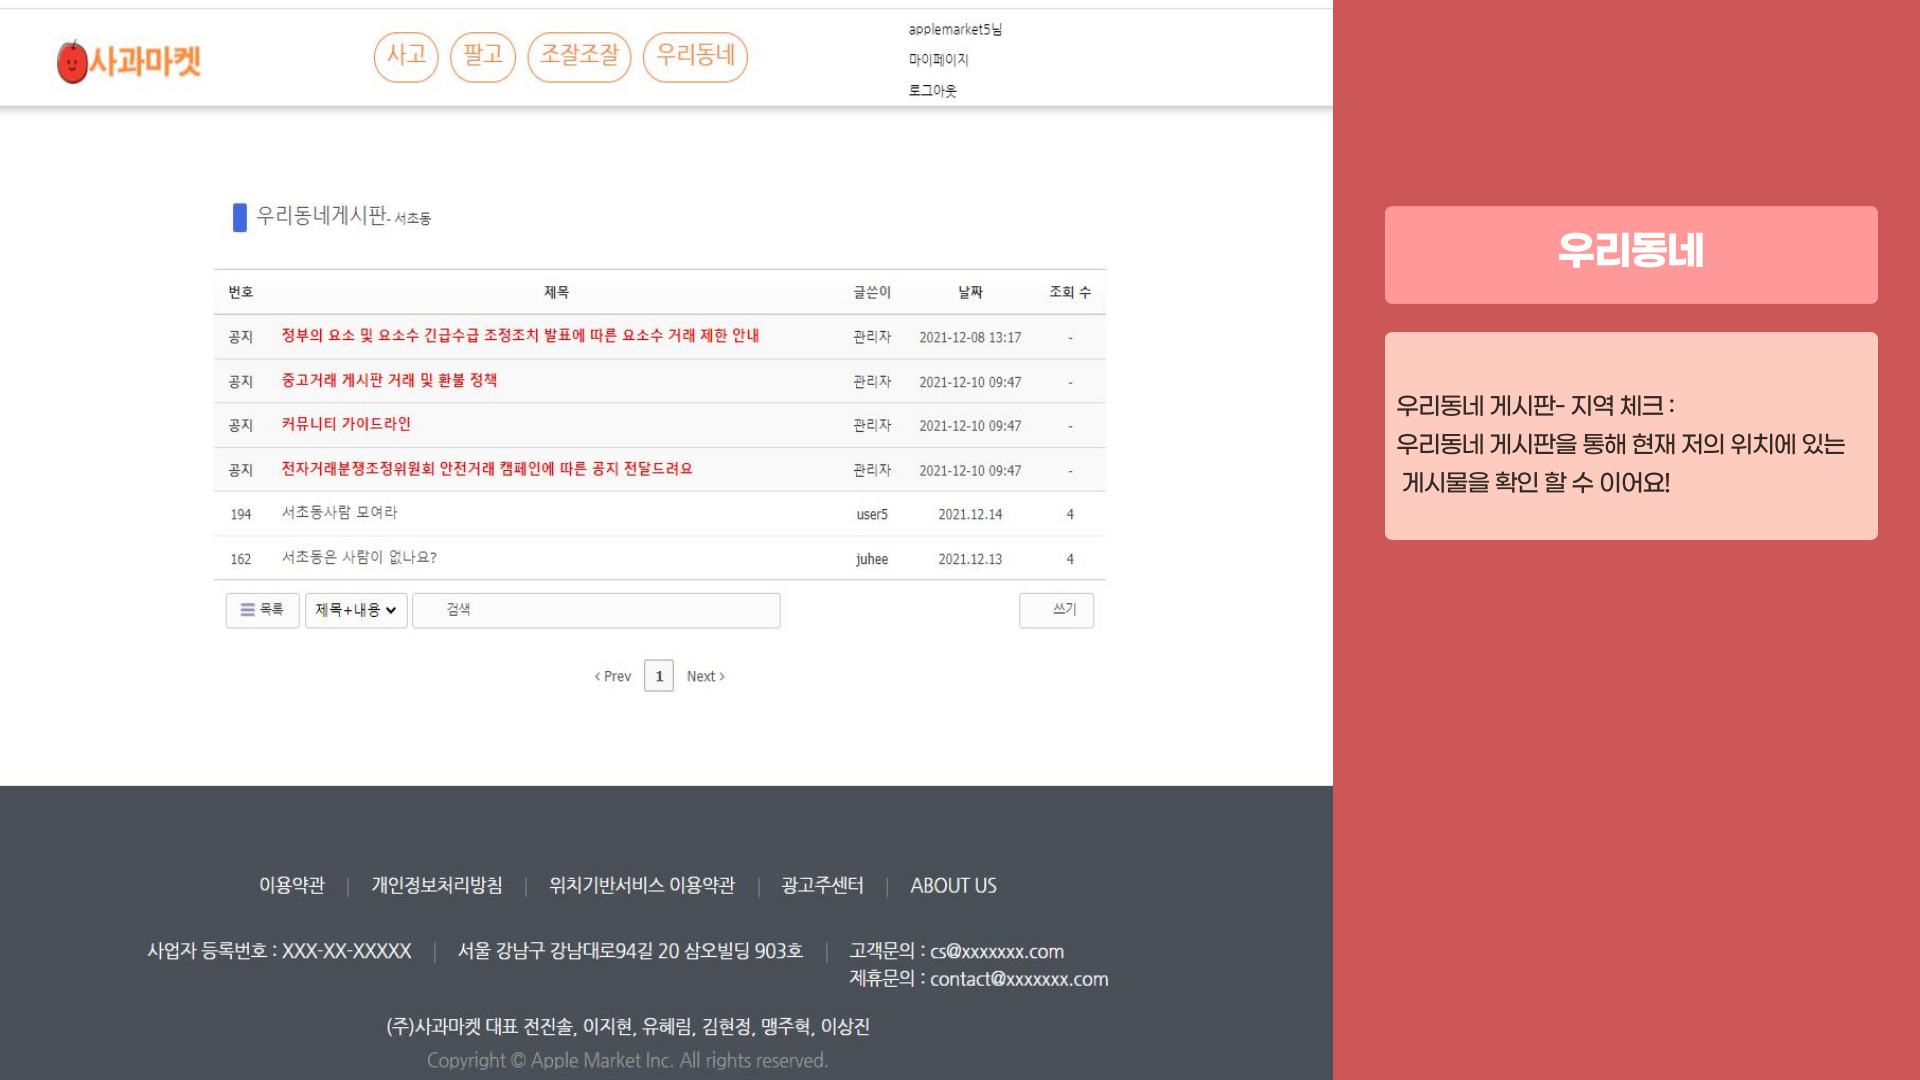 사과마켓
사고 팔고 조잘조잘 우리동네
applemarket5님
마이페이지
로그아웃
우리동네게시판- 서초동
번호 제목 글쓴이 날짜 조회 수
공지 정부의 요소 및 요소수 긴급수급 조정조치 발표에 따른 요소수 거래 제한 안내 관리자 2021-12-08 13:17 -
공지 중고거래 게시판 거래 및 환불 정책 관리자 2021-12-10 09:47 -
공지 커뮤니티 가이드라인 관리자 2021-12-10 09:47 -
공지 전자거래분쟁조정위원회 안전거래 캠페인에 따른 공지 전달드려요 관리자 2021-12-10 09:47 -
194 서초동사람 모여라 user5 2021.12.14 4
162 서초동은 사람이 없나요? juhee 2021.12.13 4
목록 제목+내용 검색 쓰기
< Prev 1 Next >
이용약관 | 개인정보처리방침 | 위치기반서비스 이용약관 | 광고주센터 | ABOUT US
사업자 등록번호 : XXX-XX-XXXXX | 서울 강남구 강남대로94길 20 삼오빌딩 903호 | 고객문의 : cs@xxxxxxx.com
제휴문의 : contact@xxxxxxx.com
(주)사과마켓 대표 전진솔, 이지현, 유혜림, 김현정, 맹주혁, 이상진
Copyright © Apple Market Inc. All rights reserved.
우리동네
우리동네 게시판- 지역 체크 :
우리동네 게시판을 통해 현재 저의 위치에 있는
게시물을 확인 할 수 이어요!